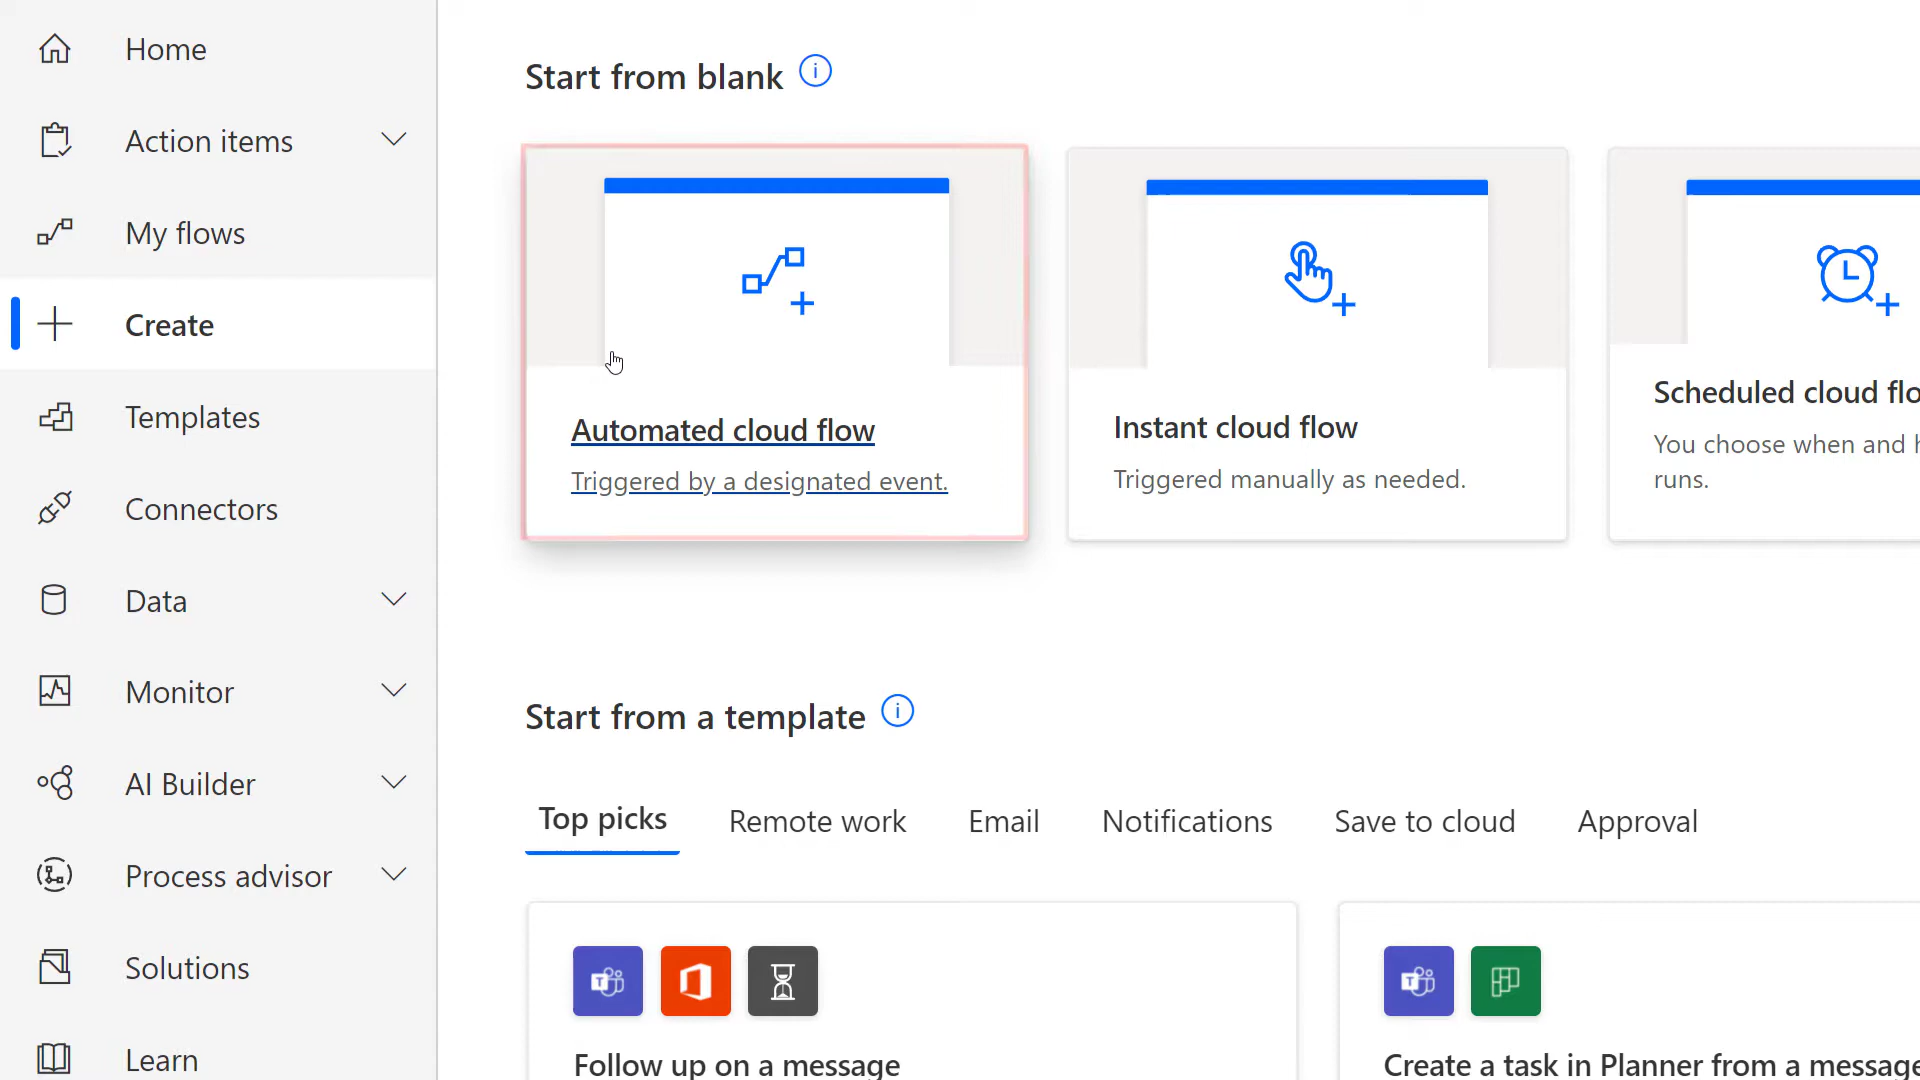 Home
Action items
My flows
Create
Templates
Connectors
Data
Monitor
AI Builder
Process advisor
Solutions
Learn
Start from blank
Automated cloud flow
Triggered by a designated event.
Instant cloud flow
Triggered manually as needed.
Scheduled cloud flo
You choose when and h
runs.
Start from a template
Top picks
Remote work
Email
Notifications
Save to cloud
Approval
Follow up on a message
Create a task in Planner from a message